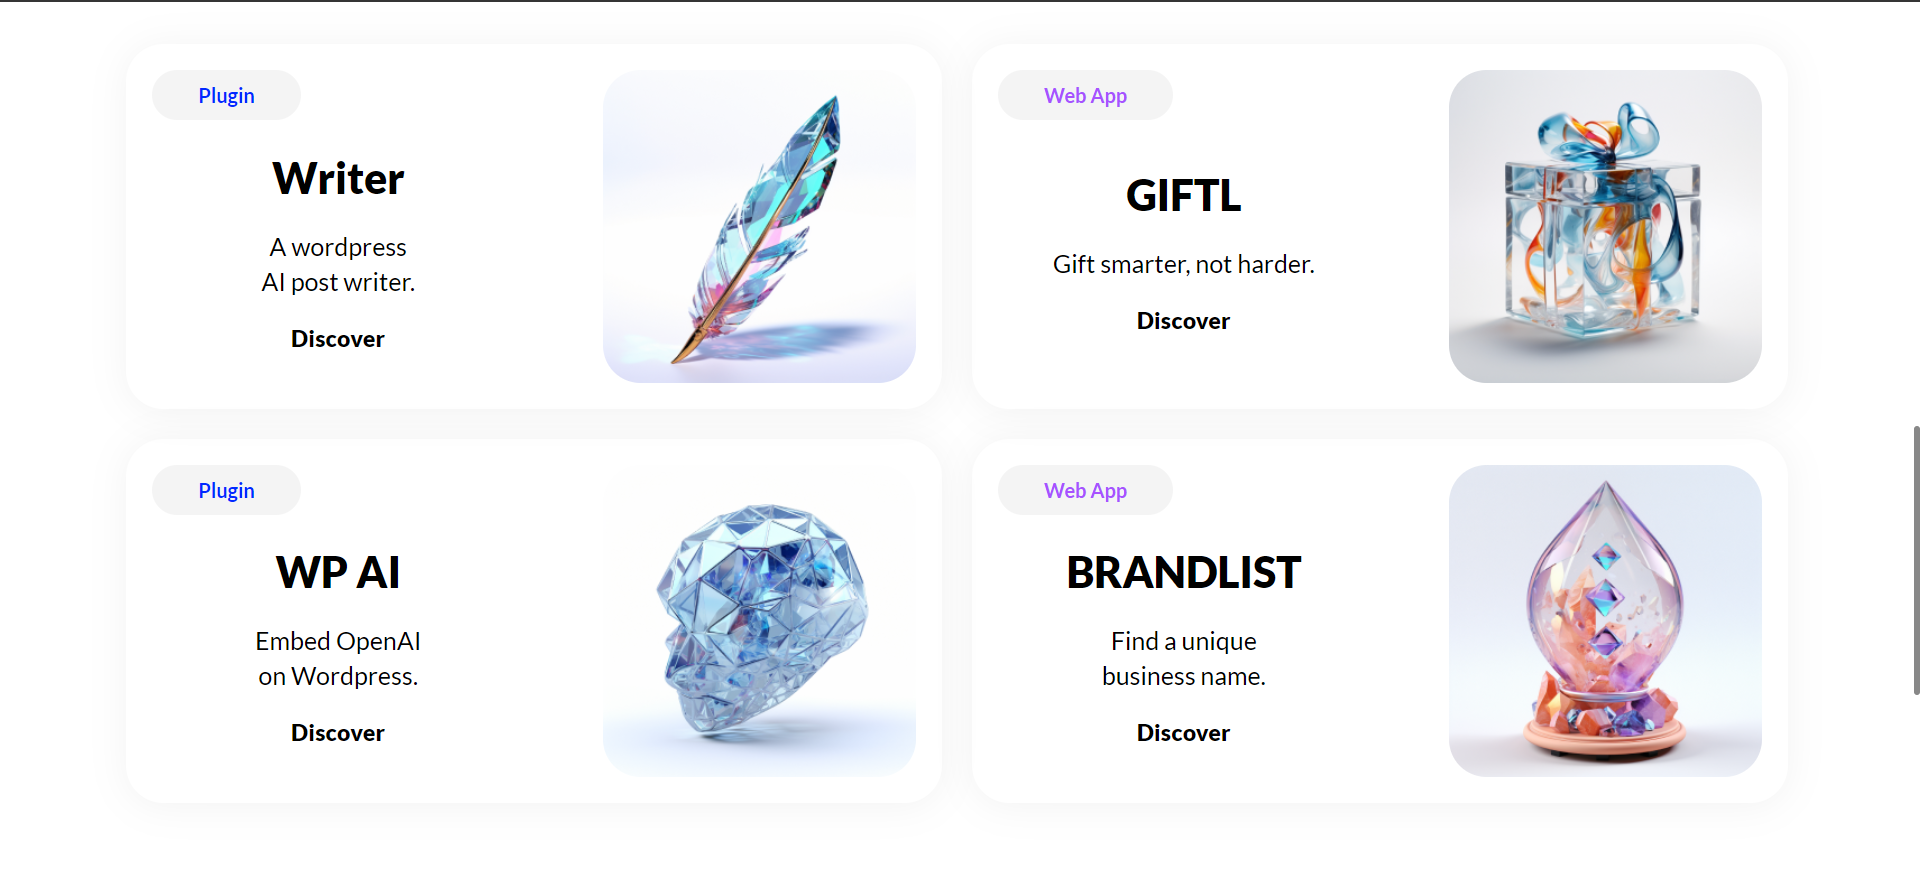 Plugin
Writer
A wordpress
AI post writer.
Discover
Web App
GIFTL
Gift smarter, not harder.
Discover
Plugin
WP AI
Embed OpenAI
on Wordpress.
Discover
Web App
BRANDLIST
Find a unique
business name.
Discover